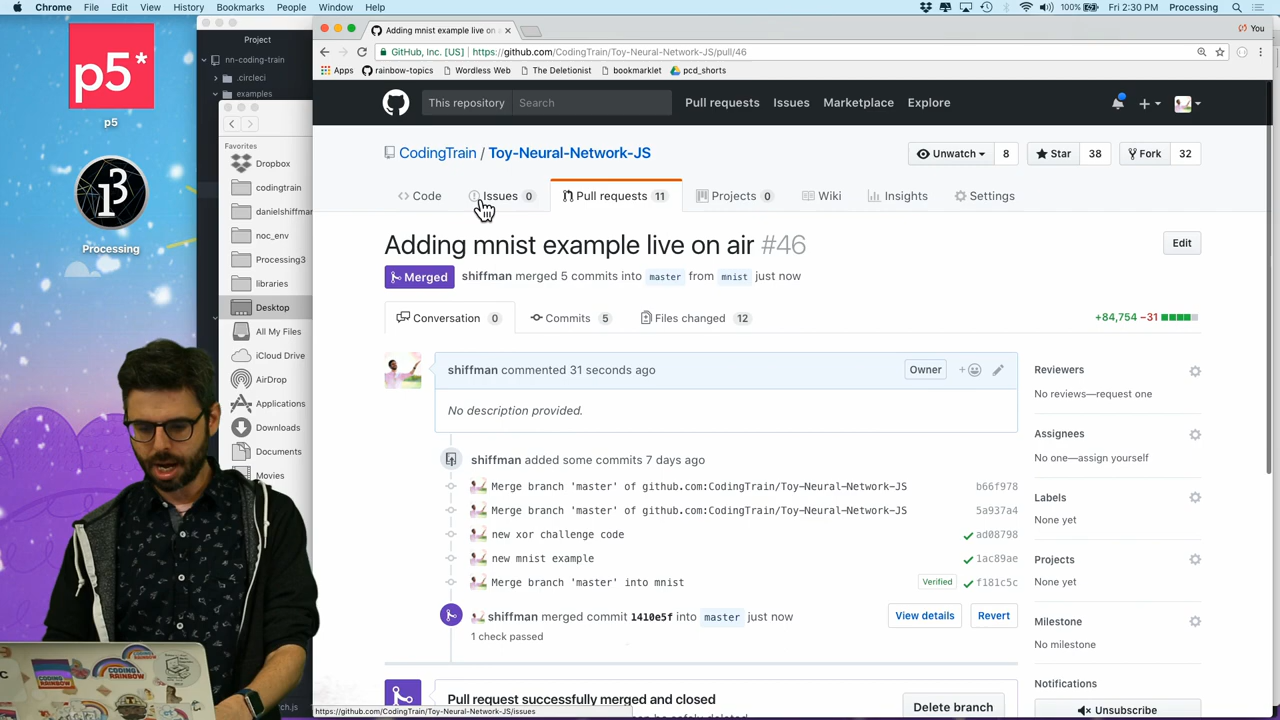 Chrome File Edit View History Bookmarks People Window Help 100% Fri 2:30 PM Processing
p5*
p5
Processing
Project
nn-coding-train
.circleci
examples
Favorites
Dropbox
codingtrain
danielshiffman
noc_env
Processing3
libraries
Desktop
All My Files
iCloud Drive
AirDrop
Applications
Downloads
Documents
Movies
CODING RAINBOW
Adding mnist example live on
You
GitHub, Inc. [US] https://github.com/CodingTrain/Toy-Neural-Network-JS/pull/46
Apps rainbow-topics Wordless Web The Deletionist bookmarklet pcd_shorts
This repository Search Pull requests Issues Marketplace Explore
CodingTrain / Toy-Neural-Network-JS Unwatch 8 Star 38 Fork 32
<> Code Issues 0 Pull requests 11 Projects 0 Wiki Insights Settings
Adding mnist example live on air #46 Edit
Merged shiffman merged 5 commits into master from mnist just now
Conversation 0 Commits 5 Files changed 12 +84,754 −31
shiffman commented 31 seconds ago Owner
No description provided.
shiffman added some commits 7 days ago
Merge branch 'master' of github.com:CodingTrain/Toy-Neural-Network-JS b66f978
Merge branch 'master' of github.com:CodingTrain/Toy-Neural-Network-JS 5a937a4
new xor challenge code ad08798
new mnist example 1ac89ae
Merge branch 'master' into mnist Verified f181c5c
shiffman merged commit 1410e5f into master just now View details Revert
1 check passed
Pull request successfully merged and closed
Delete branch
Reviewers
No reviews—request one
Assignees
No one—assign yourself
Labels
None yet
Projects
None yet
Milestone
No milestone
Notifications
Unsubscribe
https://github.com/CodingTrain/Toy-Neural-Network-JS/issues